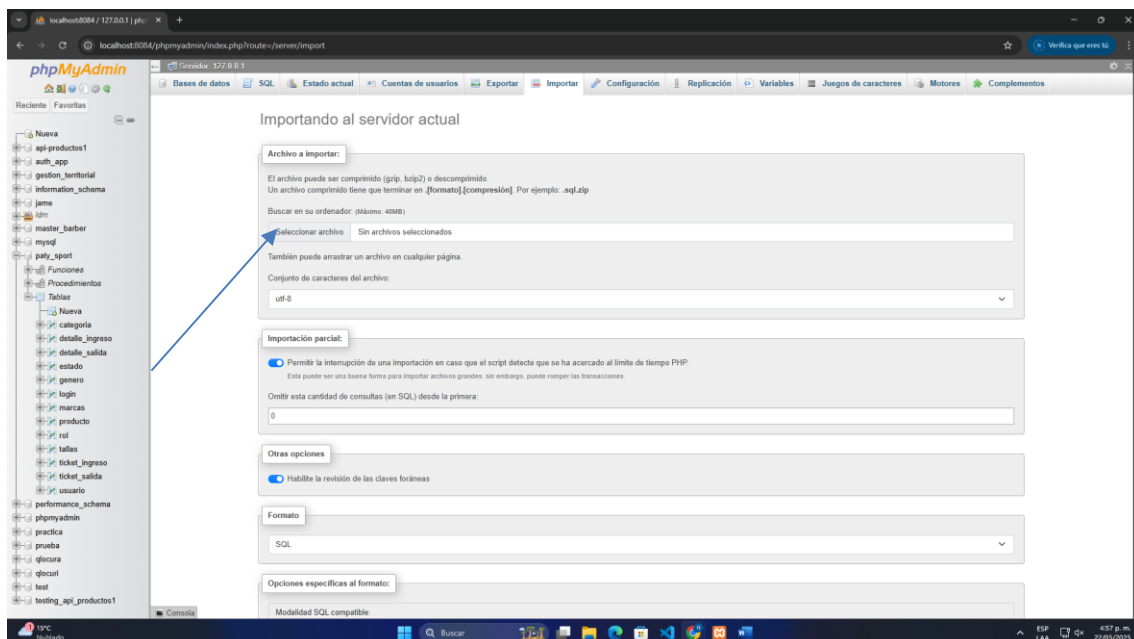 localhost:8084 / 127.0.0.1 | php
localhost:8084/phpmyadmin/index.php?route=/server/import
Verifica que eres tú
phpMyAdmin
Reciente Favoritas
Nueva
api-productos1
auth_app
gestion_territorial
information_schema
jame
ldm
master_barber
mysql
paty_sport
Funciones
Procedimientos
Tablas
Nueva
categoria
detalle_ingreso
detalle_salida
estado
genero
login
marcas
producto
rol
tallas
ticket_ingreso
ticket_salida
usuario
performance_schema
phpmyadmin
practica
prueba
qlocura
qlocuri
test
testing_api_productos1
Servidor: 127.0.0.1
Bases de datos SQL Estado actual Cuentas de usuarios Exportar Importar Configuración Replicación Variables Juegos de caracteres Motores Complementos
Importando al servidor actual
Archivo a importar:
El archivo puede ser comprimido (gzip, bzip2) o descomprimido.
Un archivo comprimido tiene que terminar en .[formato].[compresión]. Por ejemplo: .sql.zip
Buscar en su ordenador: (Máximo: 40MB)
Seleccionar archivo Sin archivos seleccionados
También puede arrastrar un archivo en cualquier página.
Conjunto de caracteres del archivo:
utf-8
Importación parcial:
Permitir la interrupción de una importación en caso que el script detecte que se ha acercado al límite de tiempo PHP.
Esta puede ser una buena forma para importar archivos grandes, sin embargo, puede romper las transacciones.
Omitir esta cantidad de consultas (en SQL) desde la primera:
0
Otras opciones
Habilite la revisión de las claves foráneas
Formato
SQL
Opciones específicas al formato:
Modalidad SQL compatible:
Consola
15°C
Nublado
Buscar
ESP
LAA
4:57 p. m.
22/05/2025